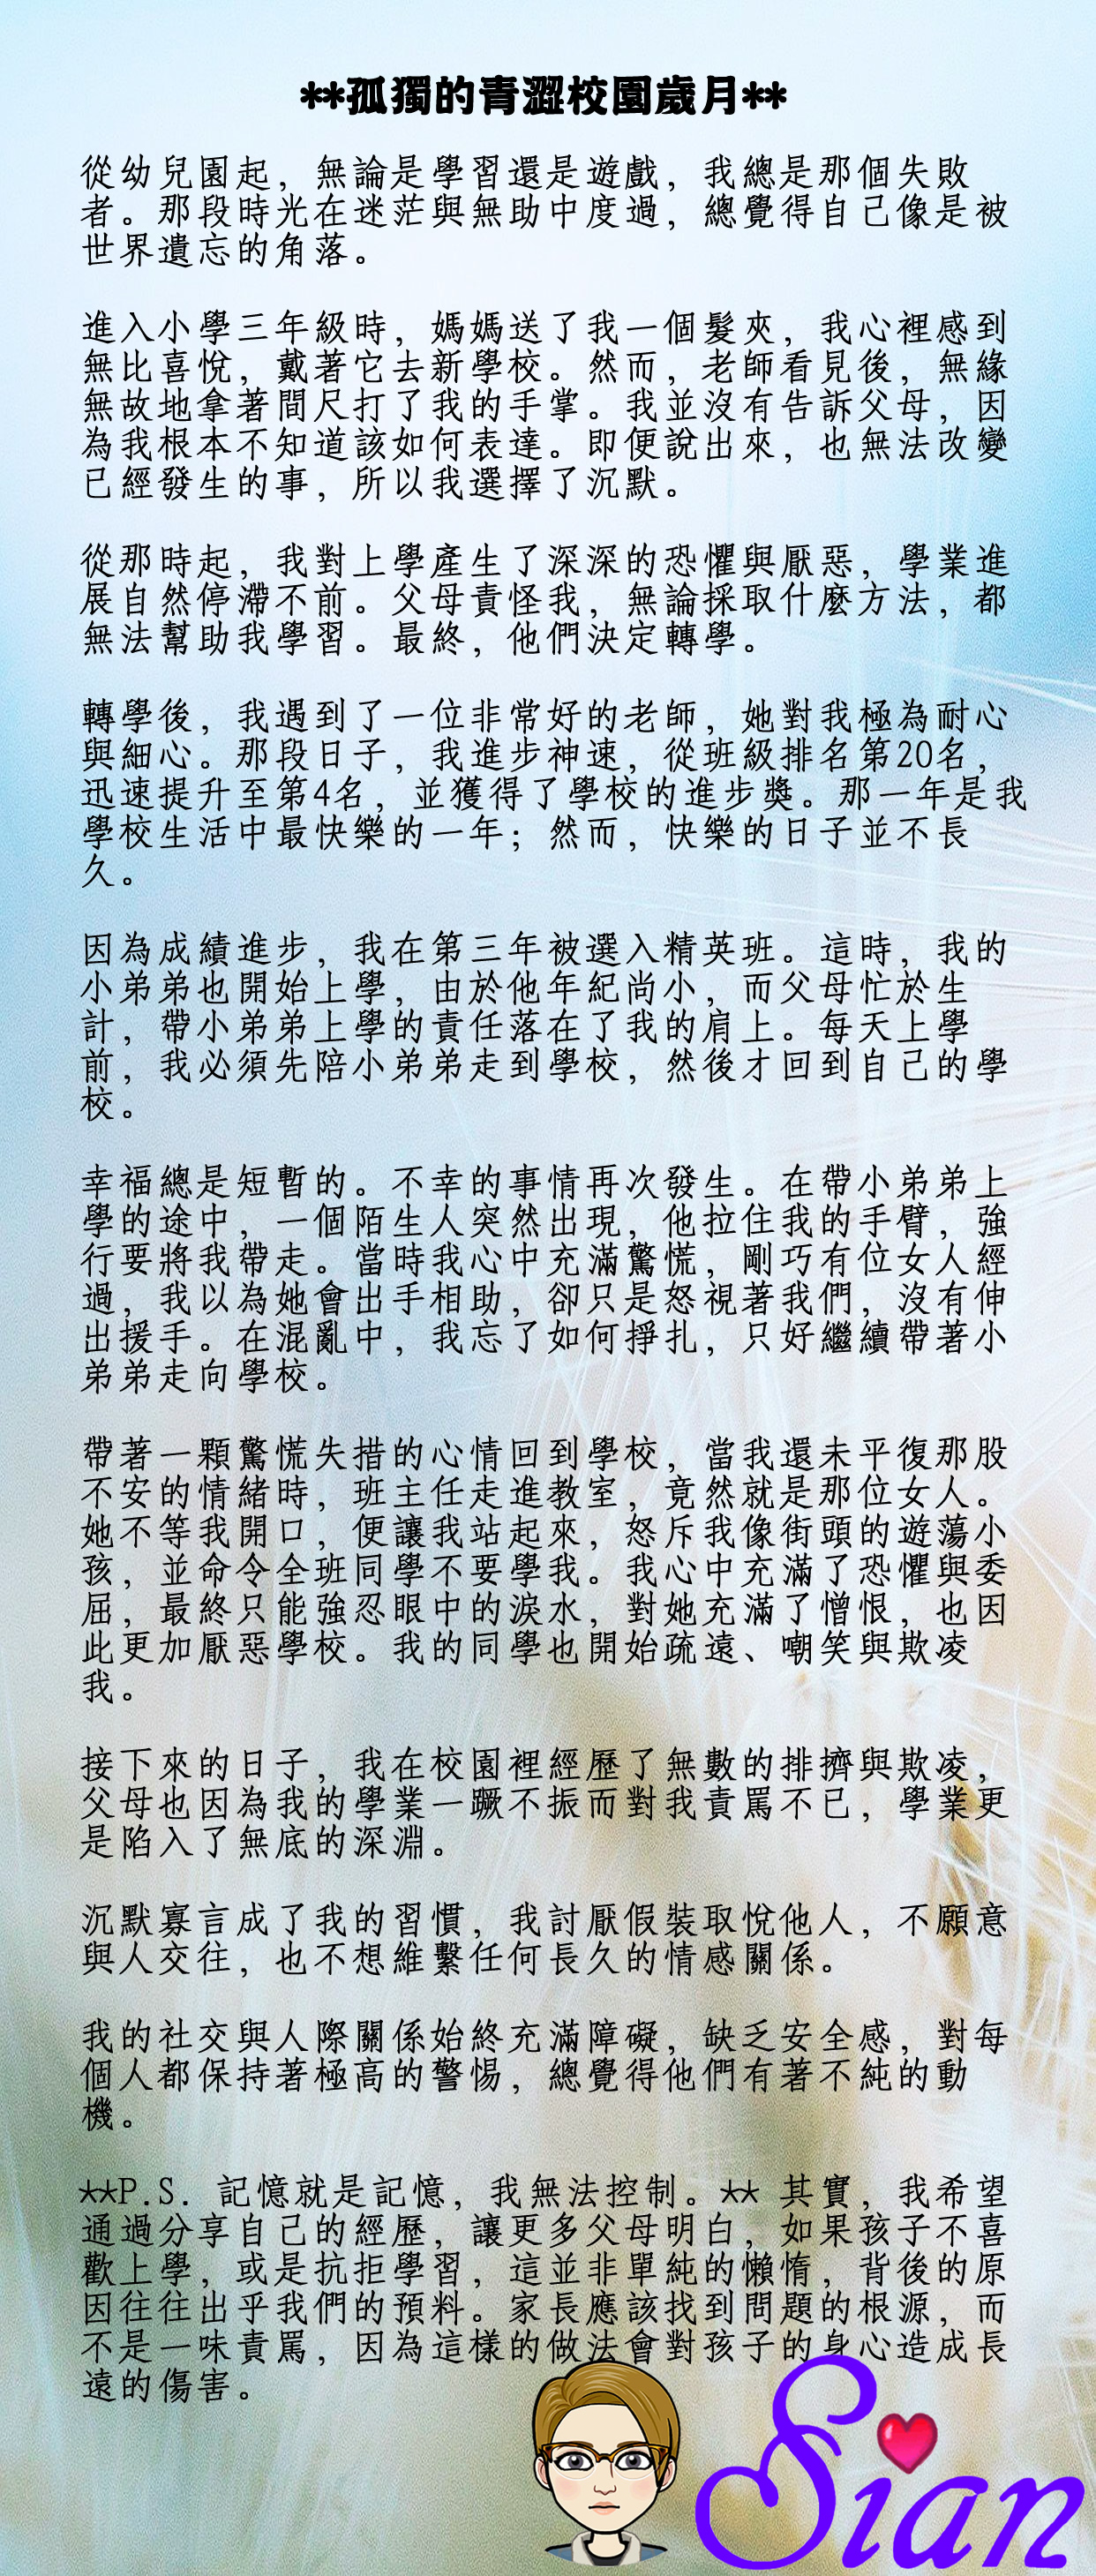 **孤獨的青澀校園歲月**
從幼兒園起，無論是學習還是遊戲，我總是那個失敗
者。那段時光在迷茫與無助中度過，總覺得自己像是被
世界遺忘的角落。
進入小學三年級時，媽媽送了我一個髮夾，我心裡感到
無比喜悅，戴著它去新學校。然而，老師看見後，無緣
無故地拿著間尺打了我的手掌。我並沒有告訴父母，因
為我根本不知道該如何表達。即便說出來，也無法改變
已經發生的事，所以我選擇了沉默。
從那時起，我對上學產生了深深的恐懼與厭惡，學業進
展自然停滯不前。父母責怪我，無論採取什麼方法，都
無法幫助我學習。最終，他們決定轉學。
轉學後，我遇到了一位非常好的老師，她對我極為耐心
與細心。那段日子，我進步神速，從班級排名第20名，
迅速提升至第4名，並獲得了學校的進步獎。那一年是我
學校生活中最快樂的一年；然而，快樂的日子並不長
久。
因為成績進步，我在第三年被選入精英班。這時，我的
小弟弟也開始上學，由於他年紀尚小，而父母忙於生
計，帶小弟弟上學的責任落在了我的肩上。每天上學
前，我必須先陪小弟弟走到學校，然後才回到自己的學
校。
幸福總是短暫的。不幸的事情再次發生。在帶小弟弟上
學的途中，一個陌生人突然出現，他拉住我的手臂，強
行要將我帶走。當時我心中充滿驚慌，剛巧有位女人經
過，我以為她會出手相助，卻只是怒視著我們，沒有伸
出援手。在混亂中，我忘了如何掙扎，只好繼續帶著小
弟弟走向學校。
帶著一顆驚慌失措的心情回到學校，當我還未平復那股
不安的情緒時，班主任走進教室，竟然就是那位女人。
她不等我開口，便讓我站起來，怒斥我像街頭的遊蕩小
孩，並命令全班同學不要學我。我心中充滿了恐懼與委
屈，最終只能強忍眼中的淚水，對她充滿了憎恨，也因
此更加厭惡學校。我的同學也開始疏遠、嘲笑與欺凌
我。
接下來的日子，我在校園裡經歷了無數的排擠與欺凌，
父母也因為我的學業一蹶不振而對我責罵不已，學業更
是陷入了無底的深淵。
沉默寡言成了我的習慣，我討厭假裝取悅他人，不願意
與人交往，也不想維繫任何長久的情感關係。
我的社交與人際關係始終充滿障礙，缺乏安全感，對每
個人都保持著極高的警惕，總覺得他們有著不純的動
機。
**P.S. 記憶就是記憶，我無法控制。** 其實，我希望
通過分享自己的經歷，讓更多父母明白，如果孩子不喜
歡上學，或是抗拒學習，這並非單純的懶惰，背後的原
因往往出乎我們的預料。家長應該找到問題的根源，而
不是一味責罵，因為這樣的做法會對孩子的身心造成長
遠的傷害。
Sian